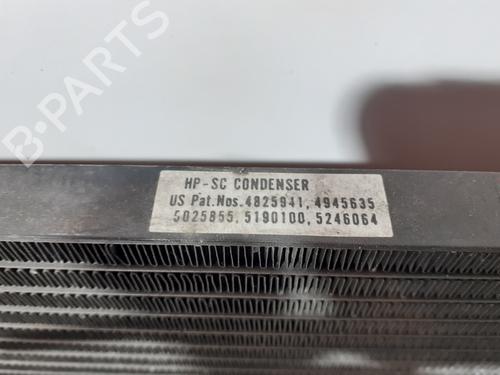 B-PARTS
HP-SC CONDENSER
US Pat.Nos.4825941, 4945635
5025855, 5190100, 5246064